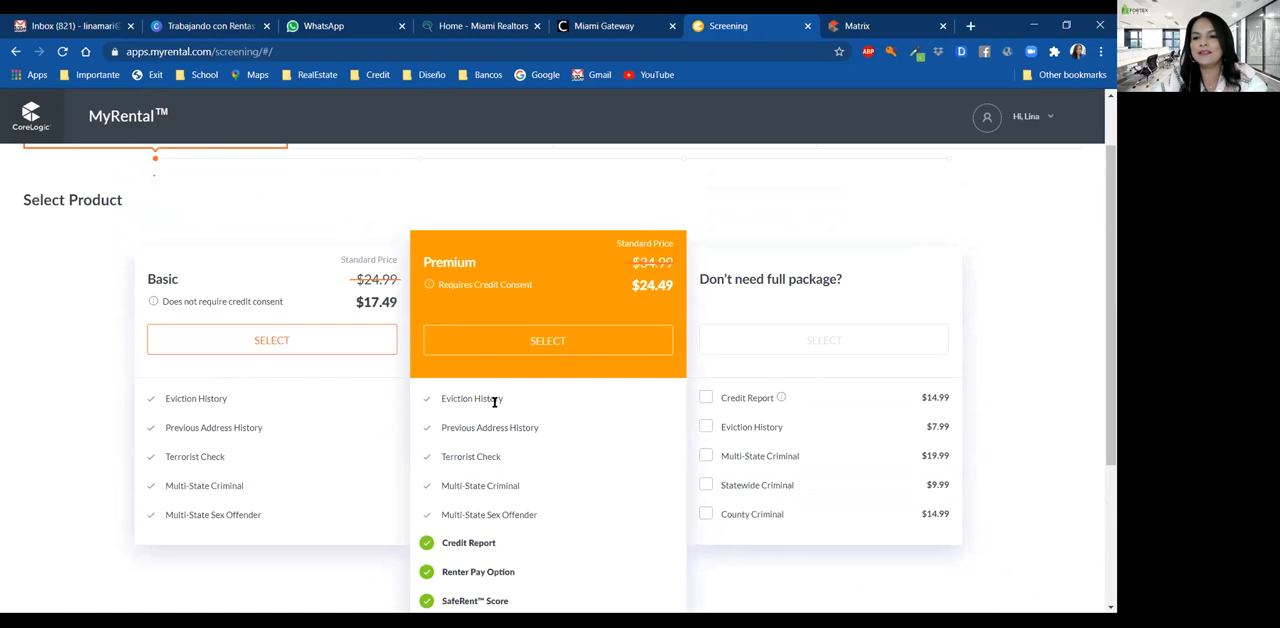 Inbox (821) - linamari
Trabajando con Rentas
WhatsApp
Home - Miami Realtors
Miami Gateway
Screening
Matrix
FORTEX
apps.myrental.com/screening/#/
ABP
Apps
Importante
Exit
School
Maps
RealEstate
Credit
Diseño
Bancos
Google
Gmail
YouTube
Other bookmarks
CoreLogic
MyRental™
Hi, Lina
Select Product
Basic
Standard Price
$24.99
Does not require credit consent
$17.49
SELECT
Eviction History
Previous Address History
Terrorist Check
Multi-State Criminal
Multi-State Sex Offender
Standard Price
Premium
$34.99
Requires Credit Consent
$24.49
SELECT
Eviction History
Previous Address History
Terrorist Check
Multi-State Criminal
Multi-State Sex Offender
Credit Report
Renter Pay Option
SafeRent™ Score
Don't need full package?
SELECT
Credit Report $14.99
Eviction History $7.99
Multi-State Criminal $19.99
Statewide Criminal $9.99
County Criminal $14.99